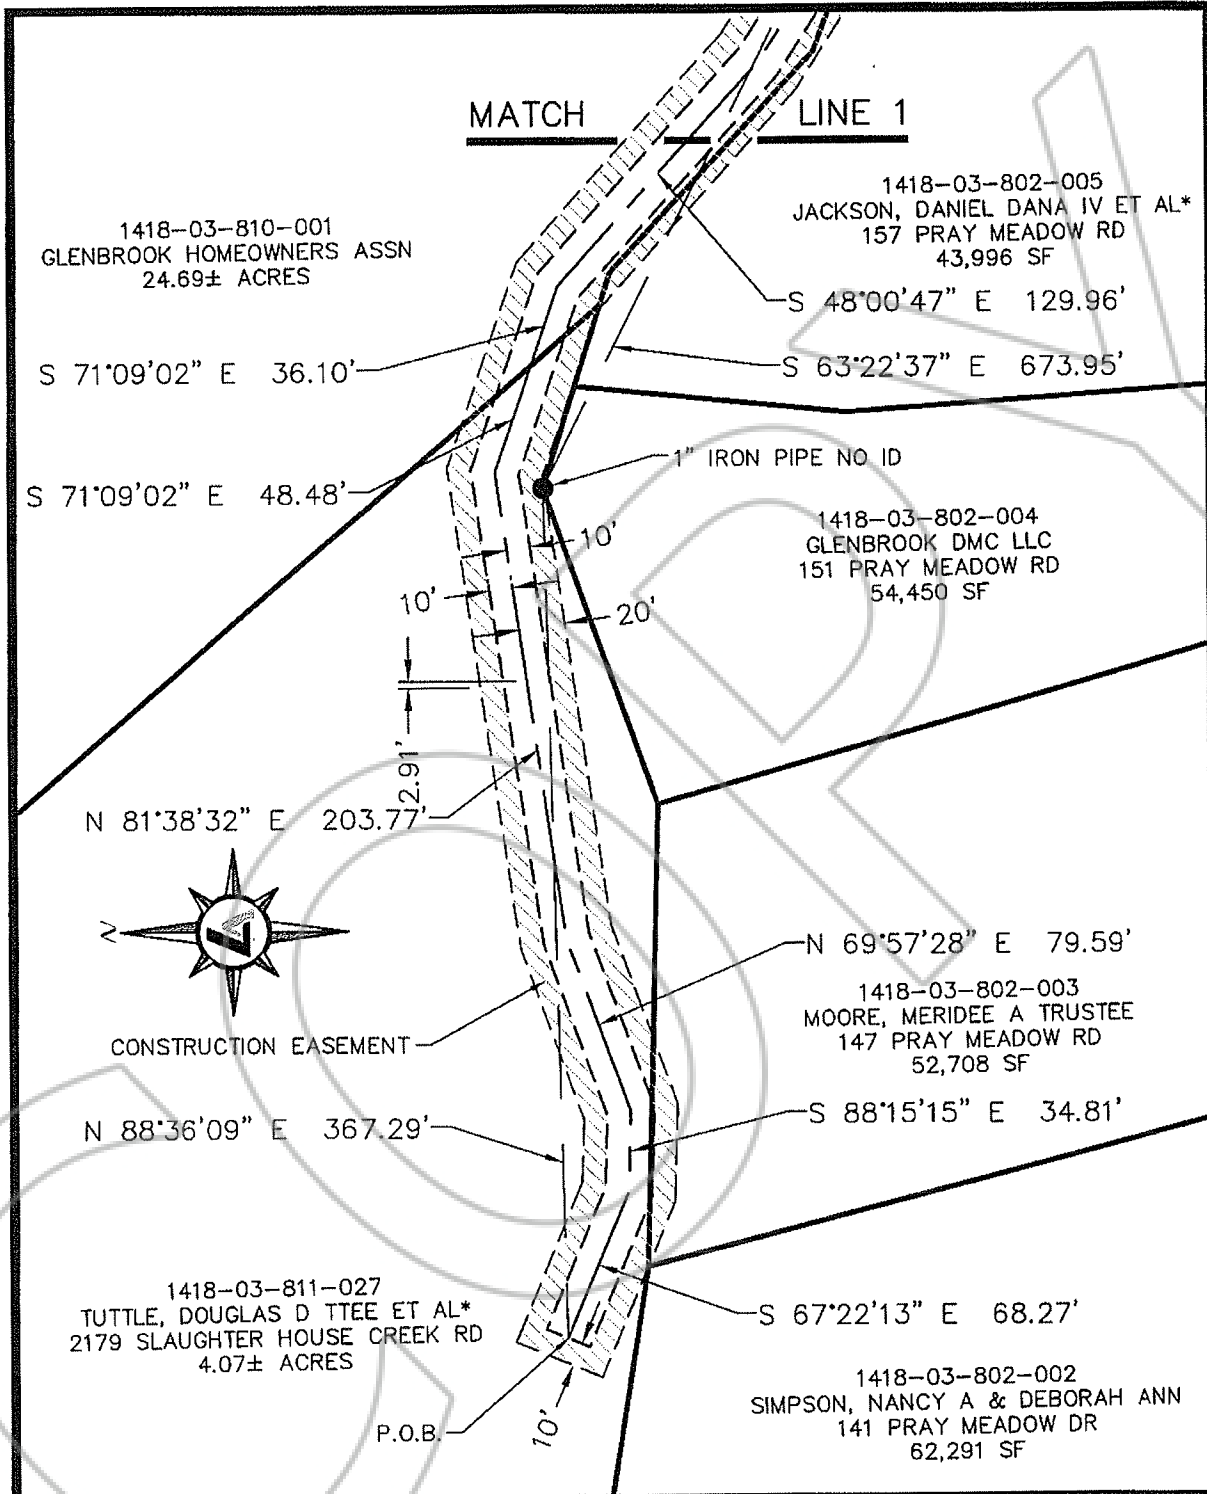 MATCH LINE 1
1418-03-810-001
GLENBROOK HOMEOWNERS ASSN
24.69± ACRES
1418-03-802-005
JACKSON, DANIEL DANA IV ET AL*
157 PRAY MEADOW RD
43,996 SF
S 48°00'47" E 129.96'
S 71°09'02" E 36.10'
S 63°22'37" E 673.95'
S 71°09'02" E 48.48'
1" IRON PIPE NO ID
1418-03-802-004
GLENBROOK DMC LLC
151 PRAY MEADOW RD
54,450 SF
10'
10'
20'
2.91'
N 81°38'32" E 203.77'
N
N 69°57'28" E 79.59'
1418-03-802-003
MOORE, MERIDEE A TRUSTEE
147 PRAY MEADOW RD
52,708 SF
CONSTRUCTION EASEMENT
S 88°15'15" E 34.81'
N 88°36'09" E 367.29'
1418-03-811-027
TUTTLE, DOUGLAS D TTEE ET AL*
2179 SLAUGHTER HOUSE CREEK RD
4.07± ACRES
S 67°22'13" E 68.27'
1418-03-802-002
SIMPSON, NANCY A & DEBORAH ANN
141 PRAY MEADOW DR
62,291 SF
P.O.B.
10'
COPY